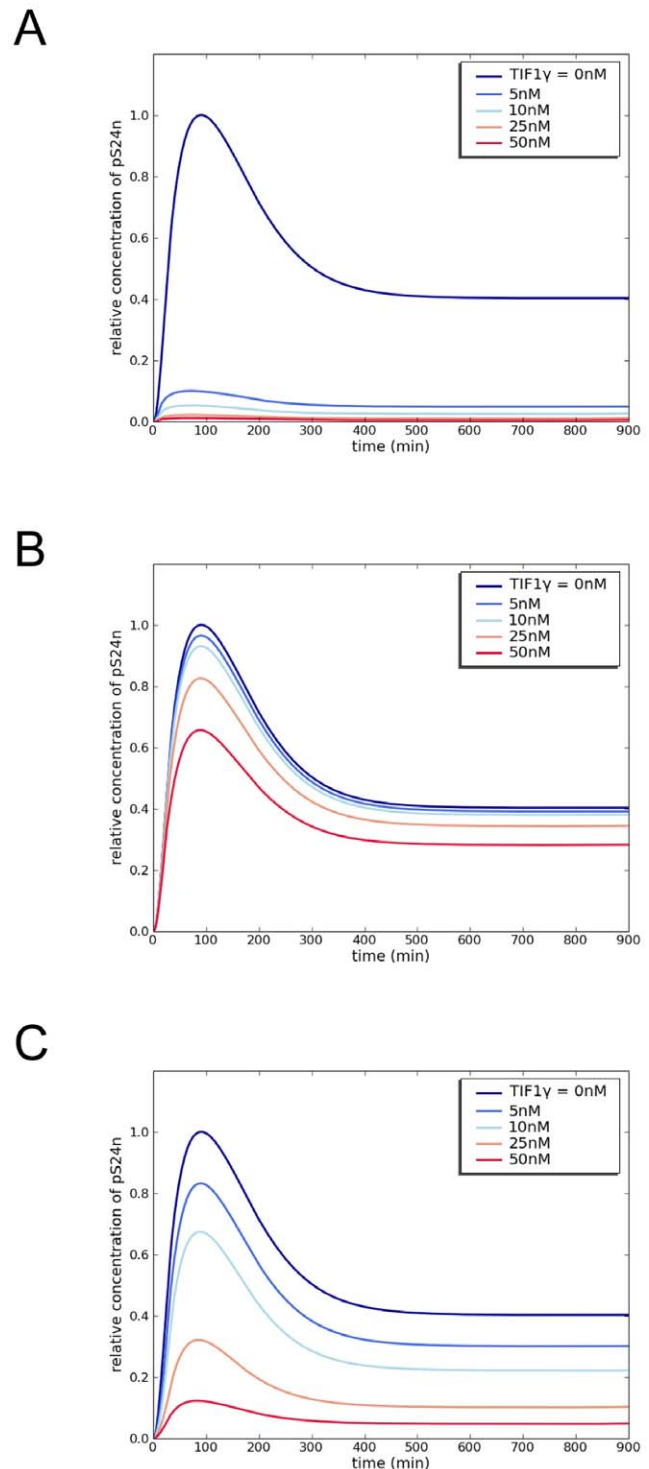 A
TIF1γ = 0nM
5nM
10nM
25nM
50nM
relative concentration of pS24n
1.0
0.8
0.6
0.4
0.2
0.0
0 100 200 300 400 500 600 700 800 900
time (min)
B
TIF1γ = 0nM
5nM
10nM
25nM
50nM
relative concentration of pS24n
1.0
0.8
0.6
0.4
0.2
0.0
0 100 200 300 400 500 600 700 800 900
time (min)
C
TIF1γ = 0nM
5nM
10nM
25nM
50nM
relative concentration of pS24n
1.0
0.8
0.6
0.4
0.2
0.0
0 100 200 300 400 500 600 700 800 900
time (min)